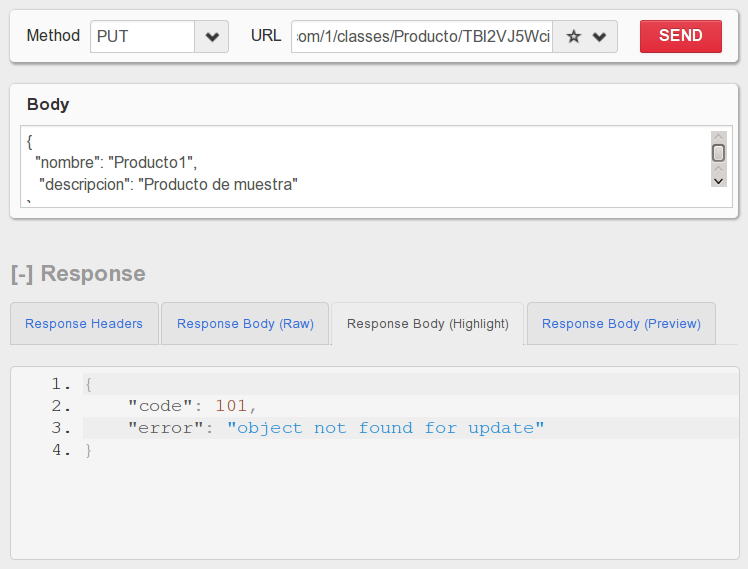 Method PUT URL :om/1/classes/Producto/TBI2VJ5Wci SEND
Body
{
"nombre": "Producto1",
"descripcion": "Producto de muestra"
}
[-] Response
Response Headers Response Body (Raw) Response Body (Highlight) Response Body (Preview)
1. {
2. "code": 101,
3. "error": "object not found for update"
4. }